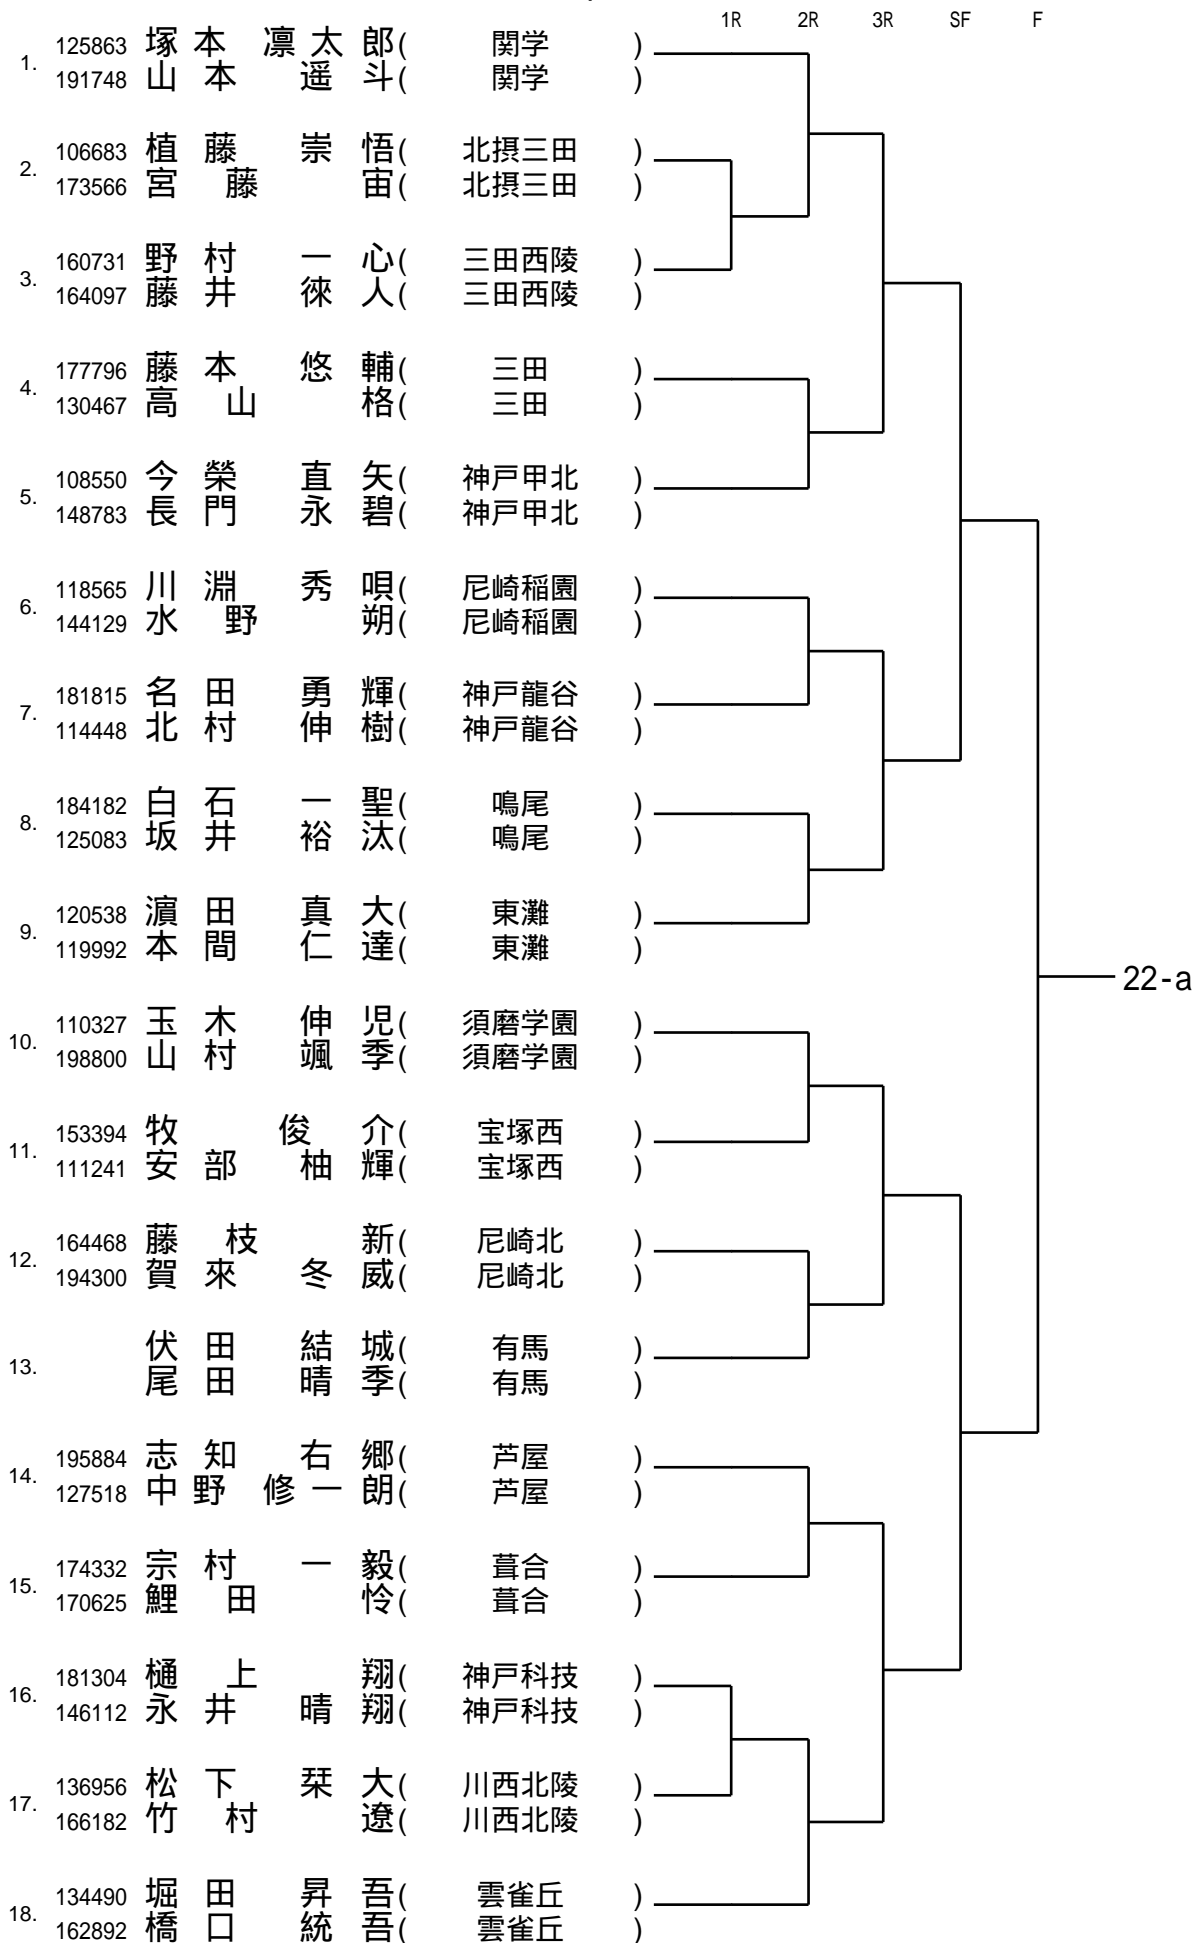 1R 2R 3R SF F
1. 125863 塚本 凛太郎( 関学 )
191748 山本 遥斗( 関学 )
2. 106683 植藤 崇悟( 北摂三田 )
173566 宮藤 宙( 北摂三田 )
3. 160731 野村 一心( 三田西陵 )
164097 藤井 徠人( 三田西陵 )
4. 177796 藤本 悠輔( 三田 )
130467 高山 格( 三田 )
5. 108550 今榮 直矢( 神戸甲北 )
148783 長門 永碧( 神戸甲北 )
6. 118565 川淵 秀唄( 尼崎稲園 )
144129 水野 朔( 尼崎稲園 )
7. 181815 名田 勇輝( 神戸龍谷 )
114448 北村 伸樹( 神戸龍谷 )
8. 184182 白石 一聖( 鳴尾 )
125083 坂井 裕汰( 鳴尾 )
9. 120538 濵田 真大( 東灘 )
119992 本間 仁達( 東灘 )
22-a
10. 110327 玉木 伸児( 須磨学園 )
198800 山村 颯季( 須磨学園 )
11. 153394 牧 俊介( 宝塚西 )
111241 安部 柚輝( 宝塚西 )
12. 164468 藤枝 新( 尼崎北 )
194300 賀來 冬威( 尼崎北 )
13. 伏田 結城( 有馬 )
尾田 晴季( 有馬 )
14. 195884 志知 右郷( 芦屋 )
127518 中野 修一朗( 芦屋 )
15. 174332 宗村 一毅( 葺合 )
170625 鯉田 怜( 葺合 )
16. 181304 樋上 翔( 神戸科技 )
146112 永井 晴翔( 神戸科技 )
17. 136956 松下 栞大( 川西北陵 )
166182 竹村 遼( 川西北陵 )
18. 134490 堀田 昇吾( 雲雀丘 )
162892 橋口 統吾( 雲雀丘 )